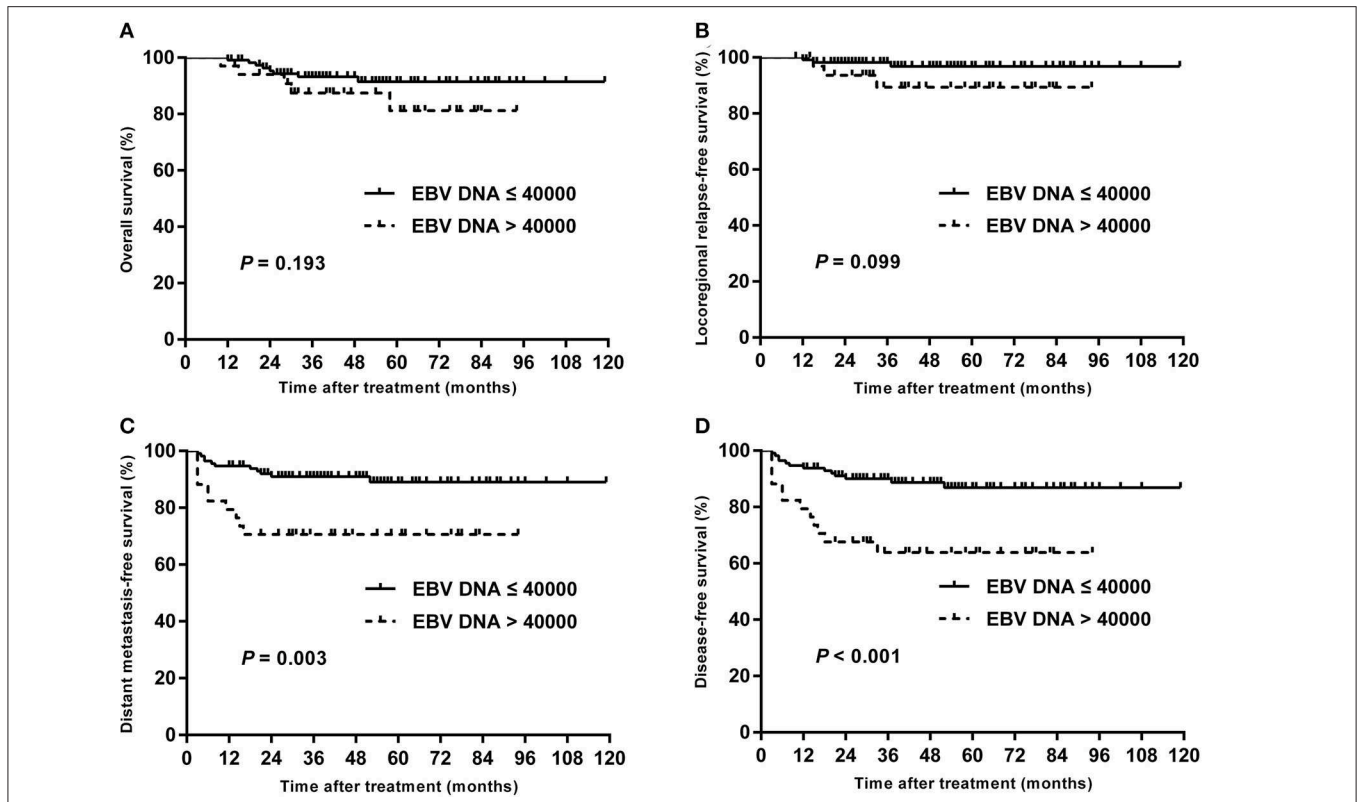 A
Overall survival (%)
100
80
60
40
20
0
EBV DNA ≤ 40000
EBV DNA > 40000
P = 0.193
0 12 24 36 48 60 72 84 96 108 120
Time after treatment (months)
B
Locoregional relapse-free survival (%)
100
80
60
40
20
0
EBV DNA ≤ 40000
EBV DNA > 40000
P = 0.099
0 12 24 36 48 60 72 84 96 108 120
Time after treatment (months)
C
Distant metastasis-free survival (%)
100
80
60
40
20
0
EBV DNA ≤ 40000
EBV DNA > 40000
P = 0.003
0 12 24 36 48 60 72 84 96 108 120
Time after treatment (months)
D
Disease-free survival (%)
100
80
60
40
20
0
EBV DNA ≤ 40000
EBV DNA > 40000
P < 0.001
0 12 24 36 48 60 72 84 96 108 120
Time after treatment (months)